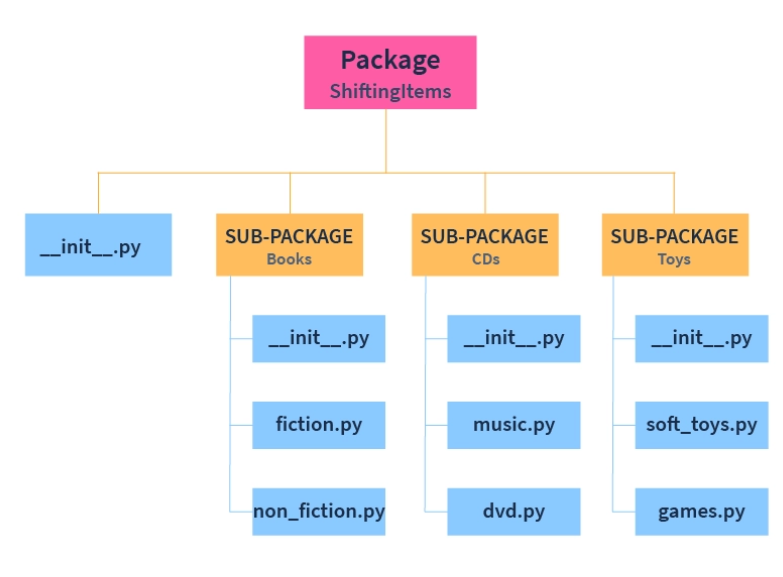 Package
ShiftingItems
__init__.py
SUB-PACKAGE
Books
SUB-PACKAGE
CDs
SUB-PACKAGE
Toys
__init__.py
__init__.py
__init__.py
fiction.py
music.py
soft_toys.py
non_fiction.py
dvd.py
games.py